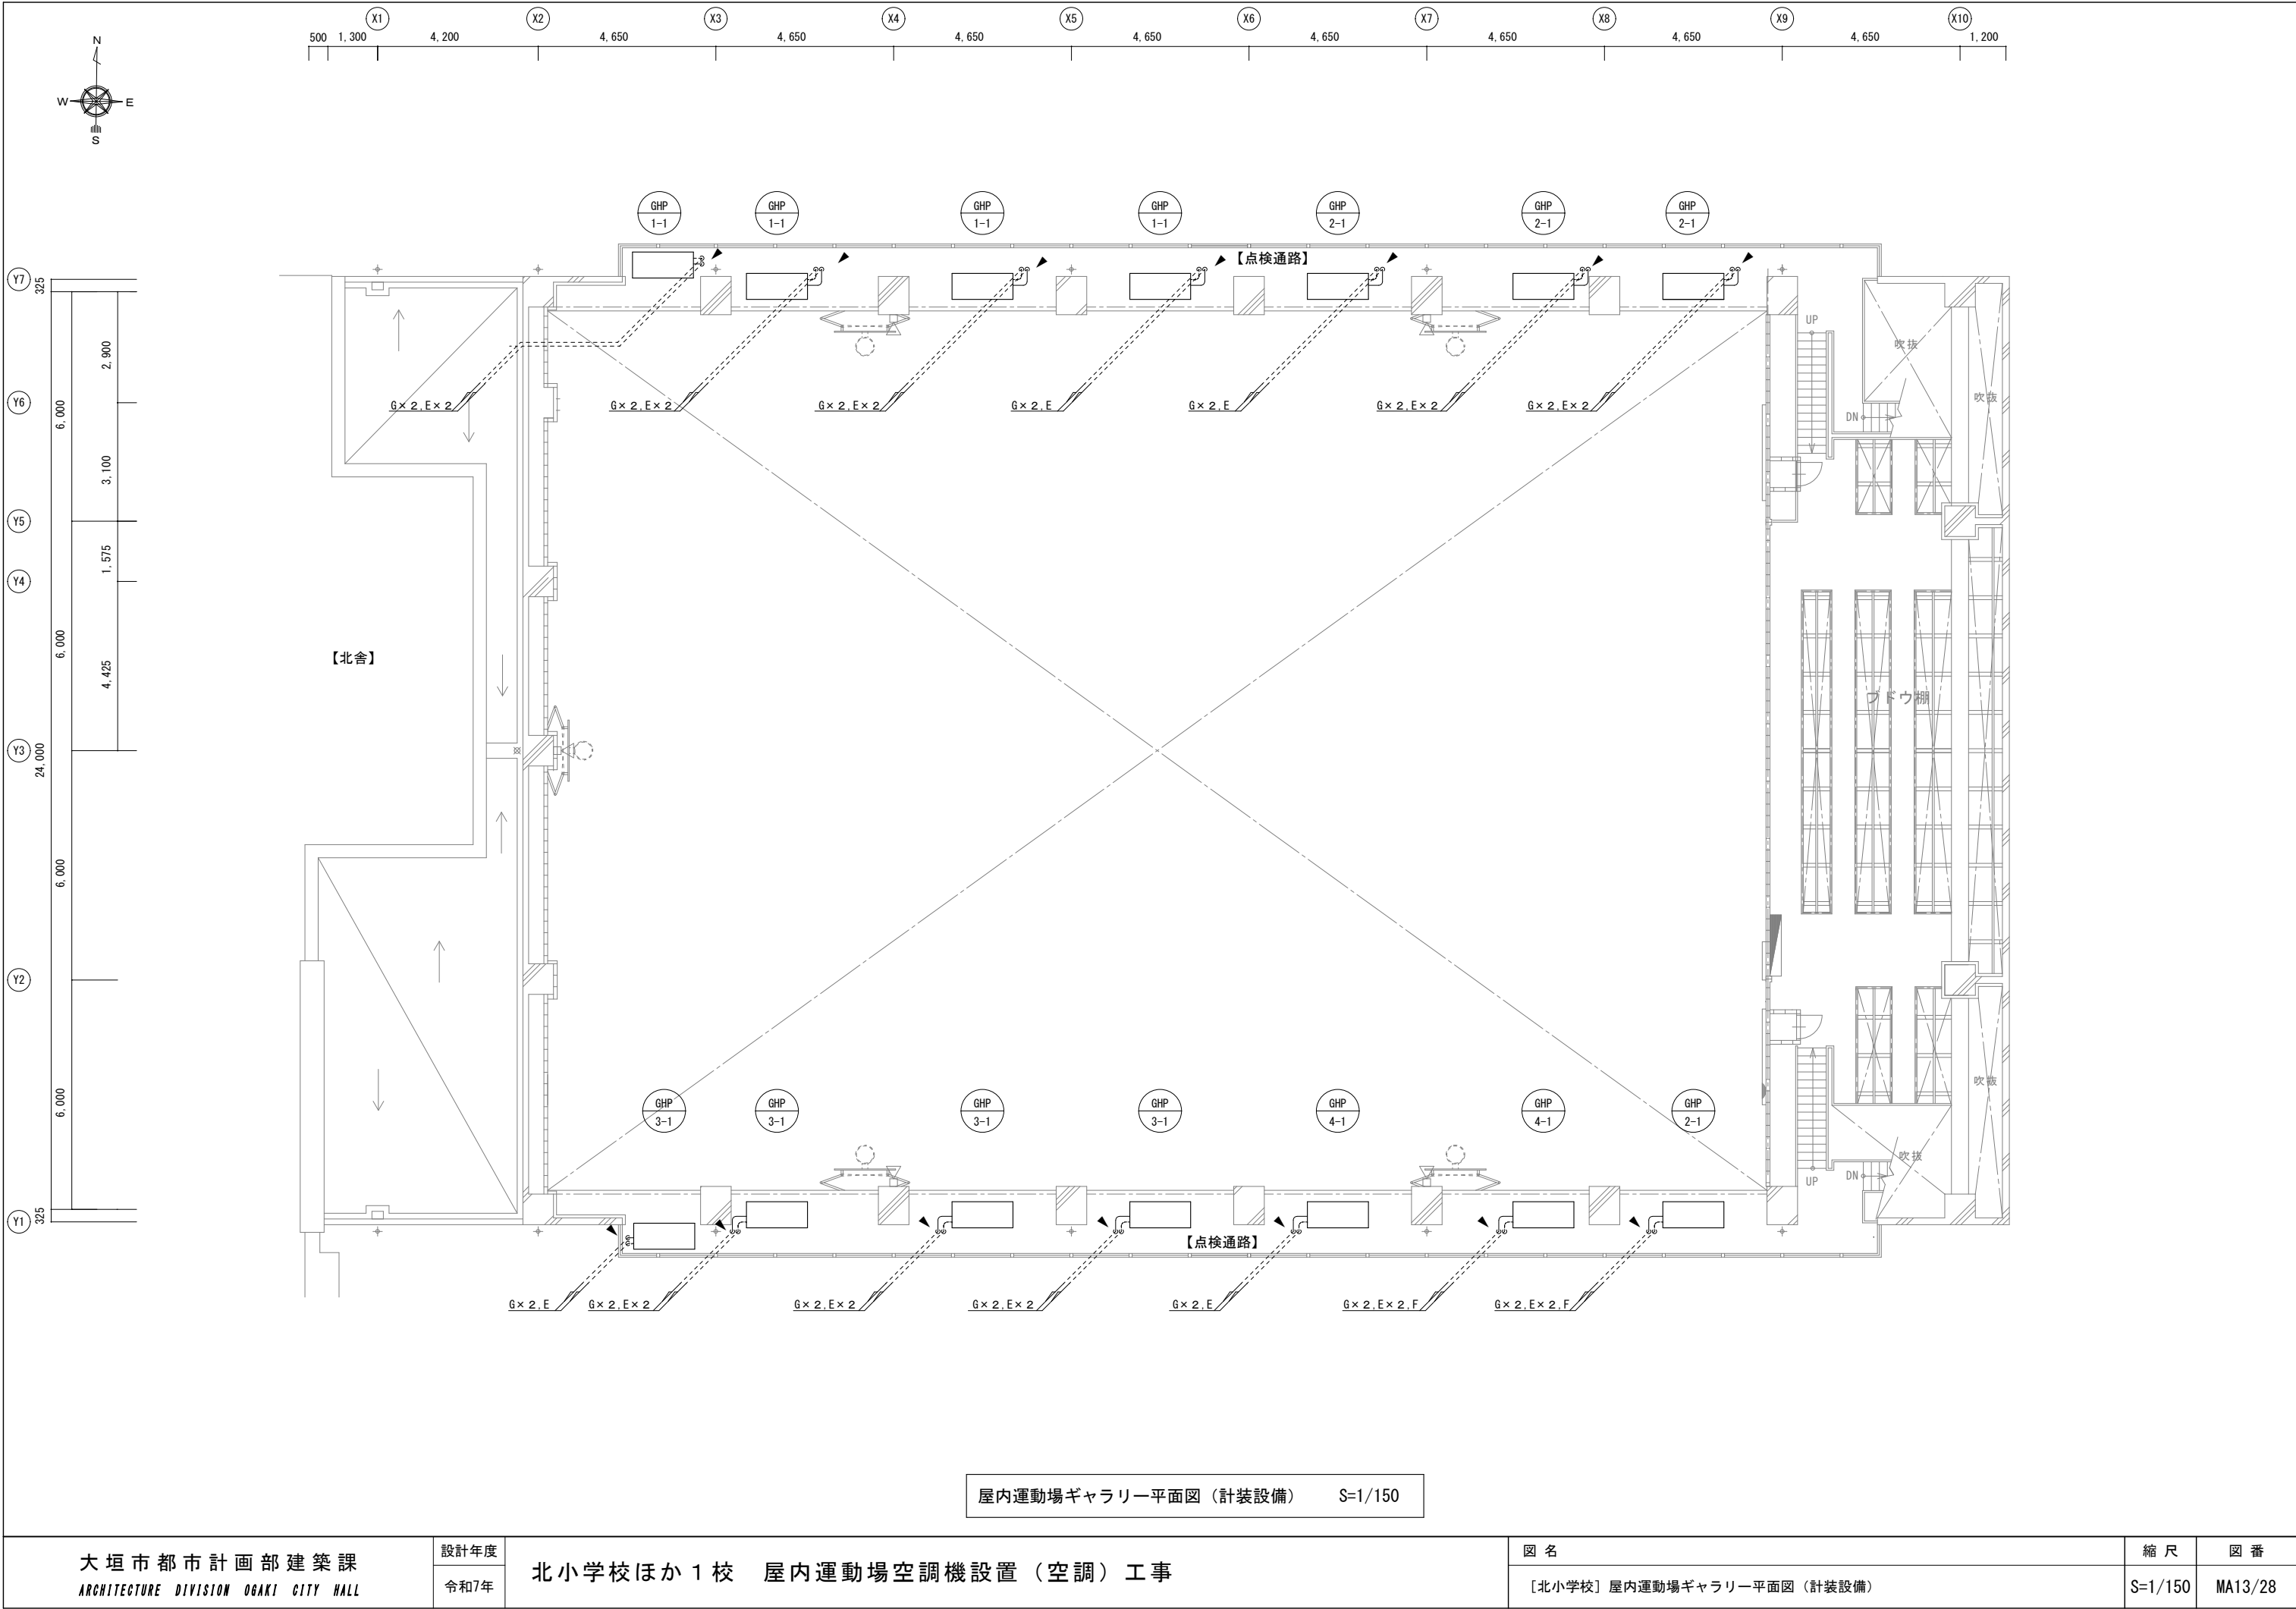 X1 X2 X3 X4 X5 X6 X7 X8 X9 X10
500 1,300 4,200 4,650 4,650 4,650 4,650 4,650 4,650 4,650 4,650 1,200
N
W E
S
GHP 1-1
GHP 1-1
GHP 1-1
GHP 1-1
GHP 2-1
GHP 2-1
GHP 2-1
【点検通路】
Y7
325
2,900
UP
吹抜
Y6
6,000
G×2,E×2
G×2,E×2
G×2,E×2
G×2,E
G×2,E
G×2,E×2
G×2,E×2
DN
吹抜
3,100
Y5
1,575
Y4
6,000
【北舎】
4,425
ブドウ棚
Y3
24,000
6,000
Y2
6,000
吹抜
GHP 3-1
GHP 3-1
GHP 3-1
GHP 3-1
GHP 4-1
GHP 4-1
GHP 2-1
吹抜
UP
DN
Y1
325
【点検通路】
G×2,E
G×2,E×2
G×2,E×2
G×2,E×2
G×2,E
G×2,E×2,F
G×2,E×2,F
屋内運動場ギャラリー平面図（計装設備） S=1/150
大垣市都市計画部建築課
ARCHITECTURE DIVISION OGAKI CITY HALL
設計年度
令和7年
北小学校ほか１校 屋内運動場空調機設置（空調）工事
図 名
［北小学校］屋内運動場ギャラリー平面図（計装設備）
縮 尺
S=1/150
図 番
MA13/28